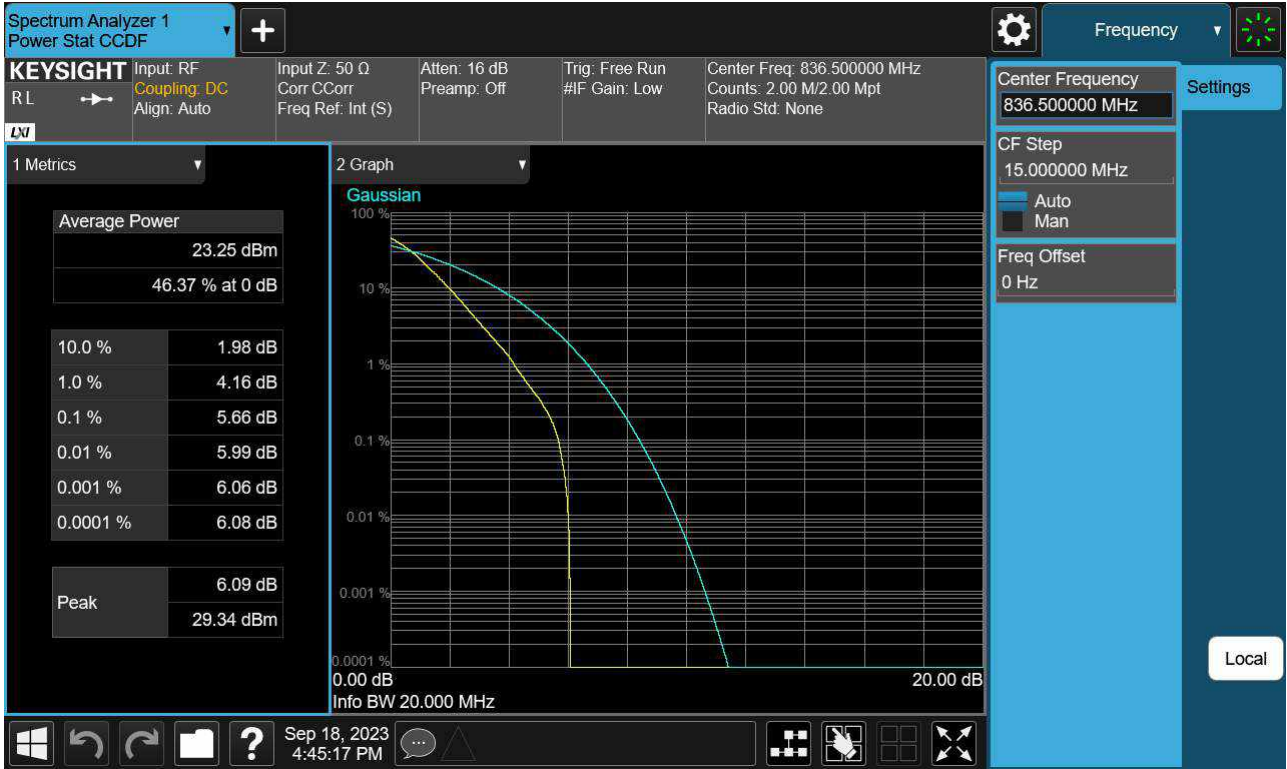 Spectrum Analyzer 1
Power Stat CCDF
Frequency
KEYSIGHT
R L
LXI
Input: RF
Coupling: DC
Align: Auto
Input Z: 50 Ω
Corr CCorr
Freq Ref: Int (S)
Atten: 16 dB
Preamp: Off
Trig: Free Run
#IF Gain: Low
Center Freq: 836.500000 MHz
Counts: 2.00 M/2.00 Mpt
Radio Std: None
Center Frequency
836.500000 MHz
Settings
CF Step
15.000000 MHz
Auto
Man
Freq Offset
0 Hz
1 Metrics
Average Power
23.25 dBm
46.37 % at 0 dB
10.0 % 1.98 dB
1.0 % 4.16 dB
0.1 % 5.66 dB
0.01 % 5.99 dB
0.001 % 6.06 dB
0.0001 % 6.08 dB
Peak
6.09 dB
29.34 dBm
2 Graph
Gaussian
100 %
10 %
1 %
0.1 %
0.01 %
0.001 %
0.0001 %
0.00 dB 20.00 dB
Info BW 20.000 MHz
Local
?
Sep 18, 2023
4:45:17 PM